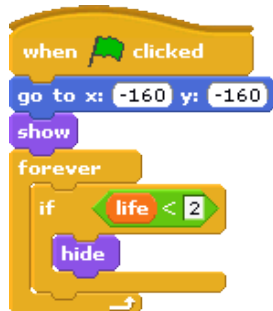 when clicked
go to x: -160 y: -160
show
forever
if life < 2
hide